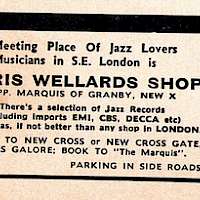 Meeting Place Of Jazz Lovers
Musicians in S.E. London is
RIS WELLARDS SHOP
PP. MARQUIS OF GRANBY, NEW X
There's a selection of Jazz Records
cluding Imports EMI, CBS, DECCA etc)
as, if not better than any shop in LONDON.
TO NEW CROSS or NEW CROSS GATE
S GALORE; BOOK TO "The Marquis".
PARKING IN SIDE ROADS